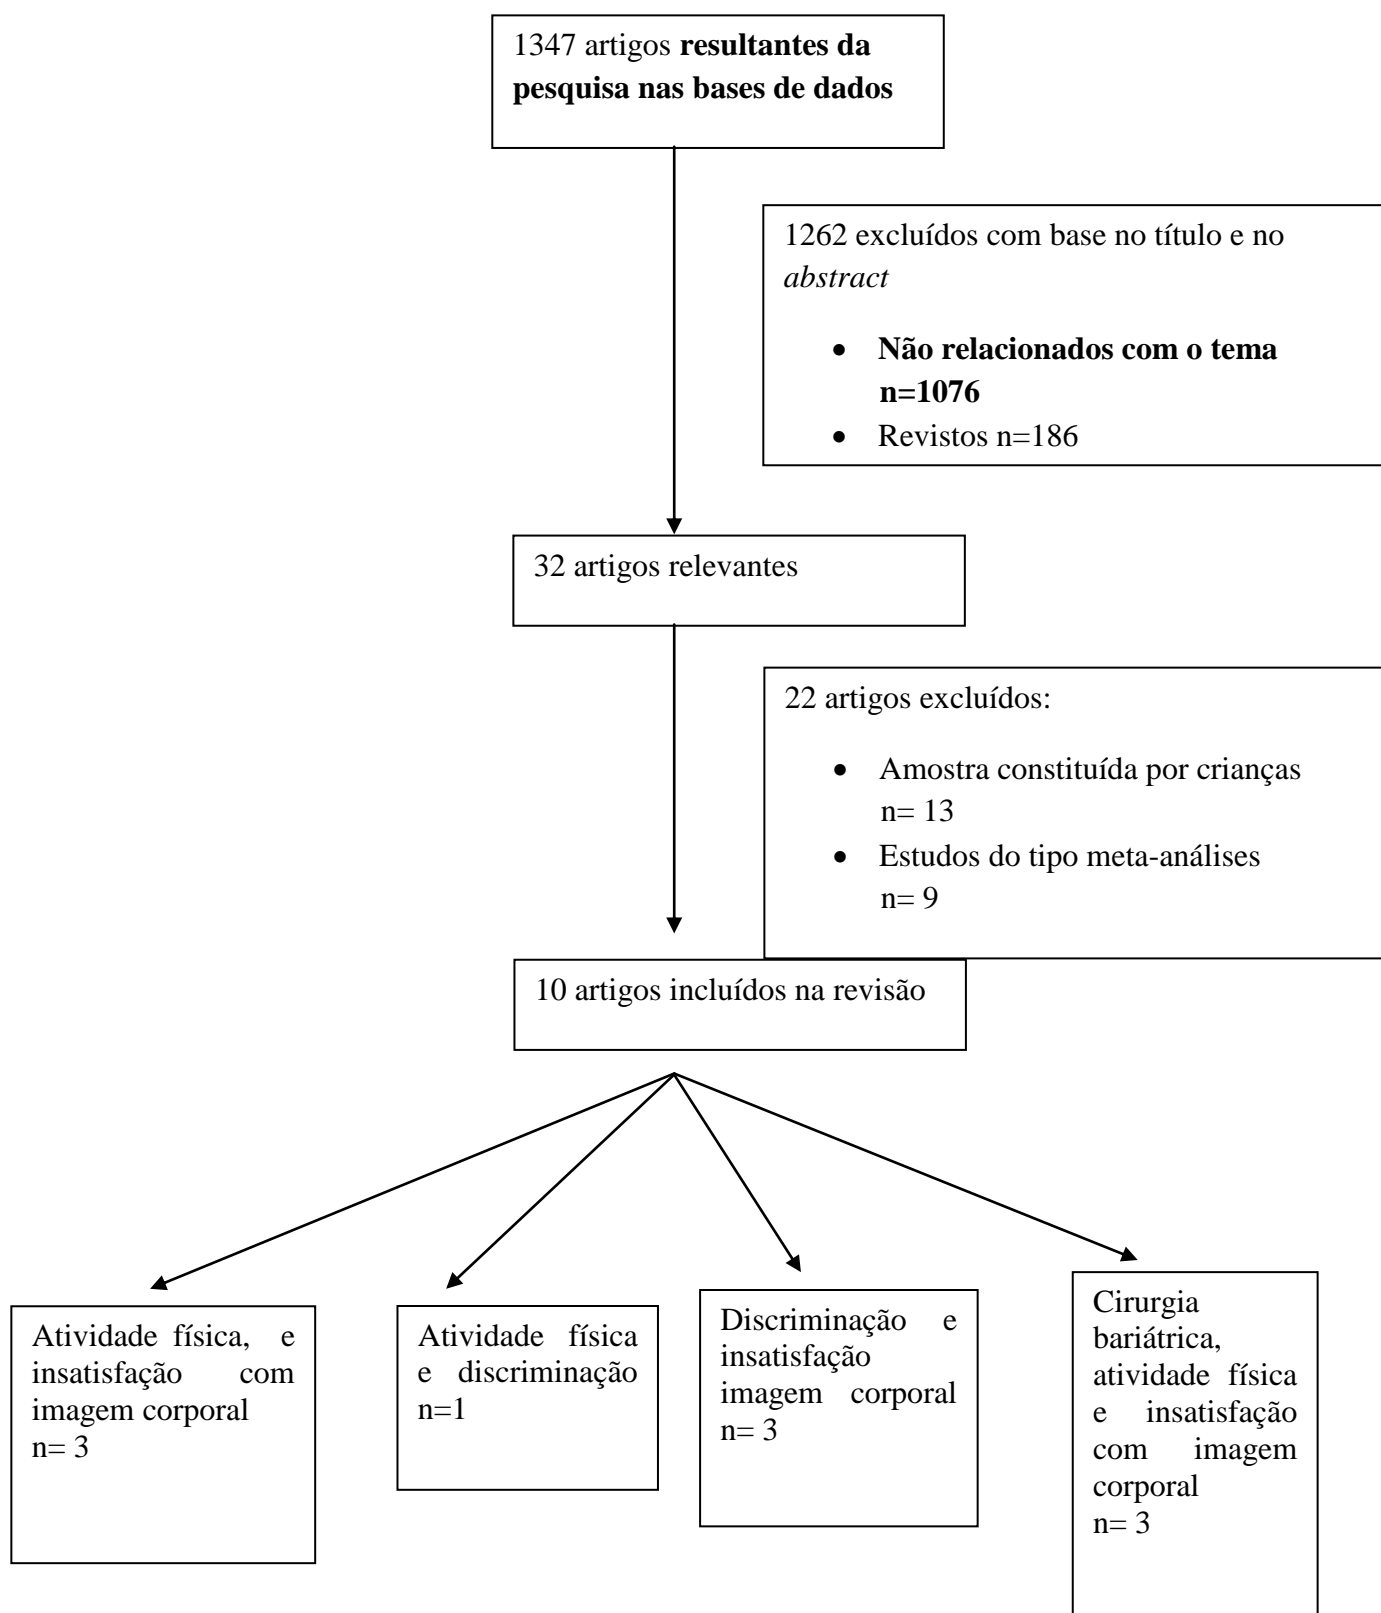 1347 artigos resultantes da
pesquisa nas bases de dados
1262 excluídos com base no título e no
abstract
• Não relacionados com o tema
n=1076
• Revistos n=186
32 artigos relevantes
22 artigos excluídos:
• Amostra constituída por crianças
n= 13
• Estudos do tipo meta-análises
n= 9
10 artigos incluídos na revisão
Atividade física, e
insatisfação com
imagem corporal
n= 3
Atividade física
e discriminação
n=1
Discriminação e
insatisfação
imagem corporal
n= 3
Cirurgia
bariátrica,
atividade física
e insatisfação
com imagem
corporal
n= 3